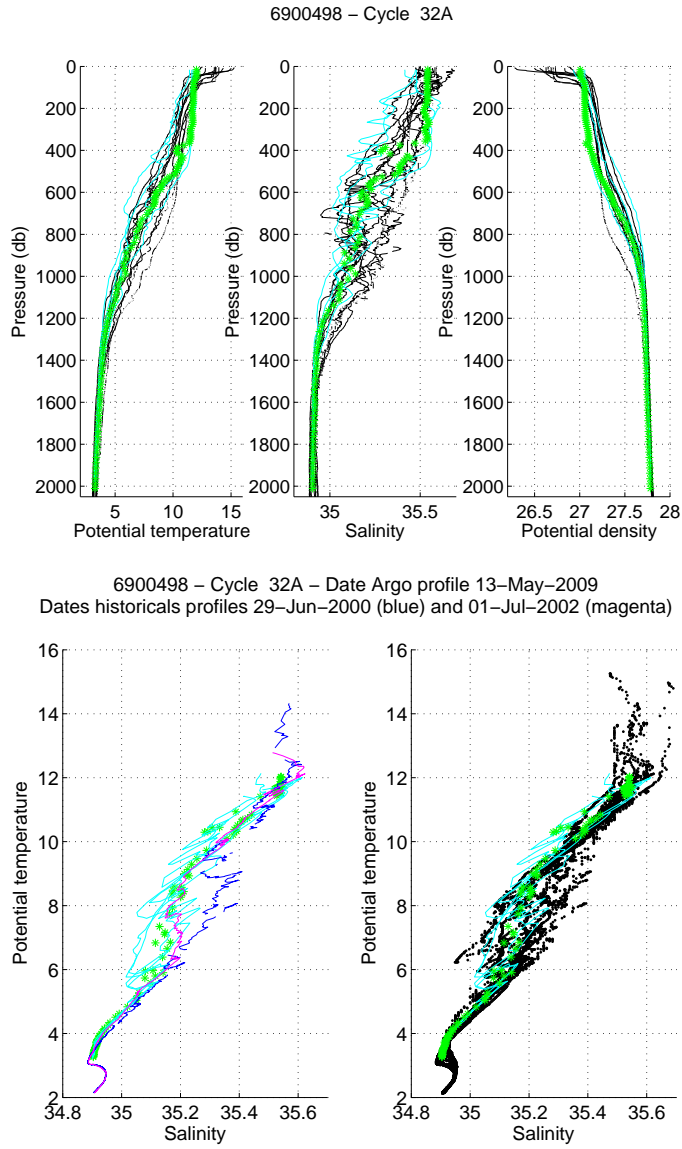 6900498 − Cycle 32A
0
200
400
600
800
1000
1200
1400
1600
1800
2000
Pressure (db)
5 10 15
Potential temperature
0
200
400
600
800
1000
1200
1400
1600
1800
2000
Pressure (db)
35 35.5
Salinity
0
200
400
600
800
1000
1200
1400
1600
1800
2000
Pressure (db)
26.5 27 27.5 28
Potential density
6900498 − Cycle 32A − Date Argo profile 13−May−2009
Dates historicals profiles 29−Jun−2000 (blue) and 01−Jul−2002 (magenta)
16
14
12
10
8
6
4
2
Potential temperature
34.8 35 35.2 35.4 35.6
Salinity
16
14
12
10
8
6
4
2
Potential temperature
34.8 35 35.2 35.4 35.6
Salinity